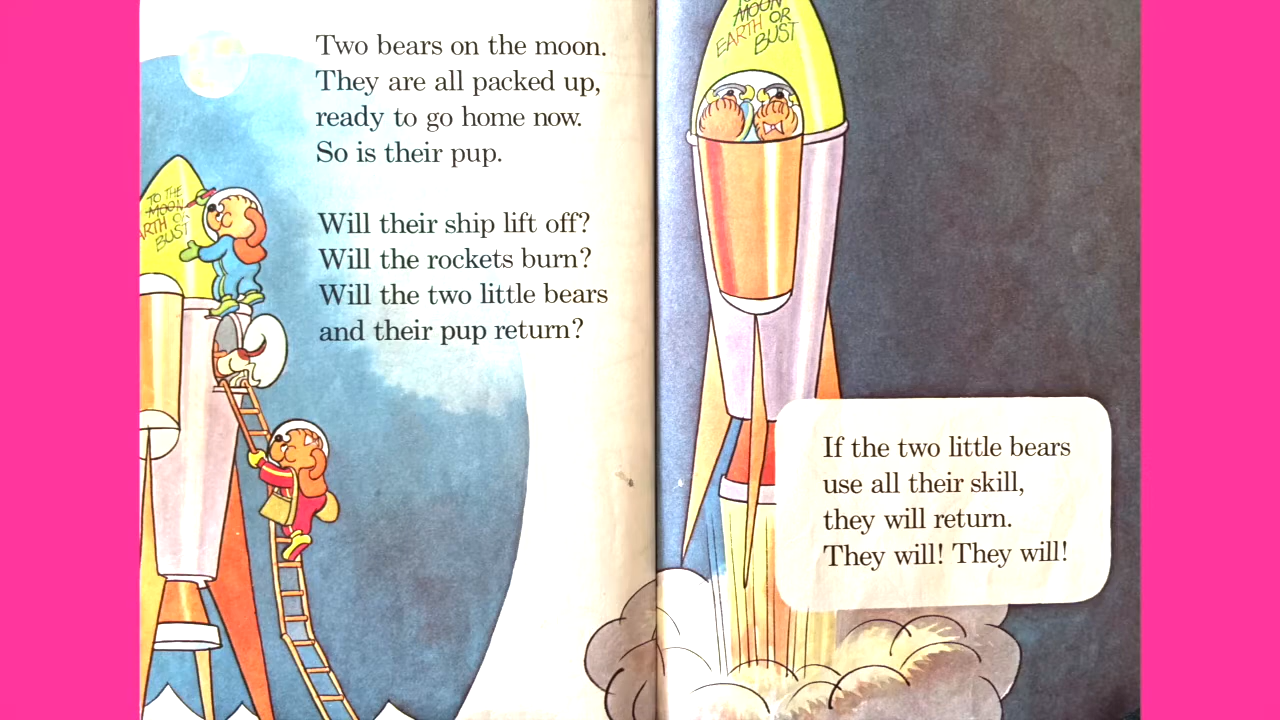 Two bears on the moon.
They are all packed up,
ready to go home now.
So is their pup.
Will their ship lift off?
Will the rockets burn?
Will the two little bears
and their pup return?
TO THE
MOON
EARTH OR
BUST
MOON OR
EARTH
BUST
If the two little bears
use all their skill,
they will return.
They will! They will!